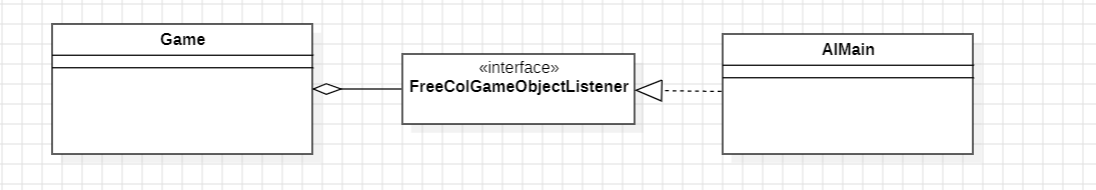 Game
«interface»
FreeColGameObjectListener
AIMain